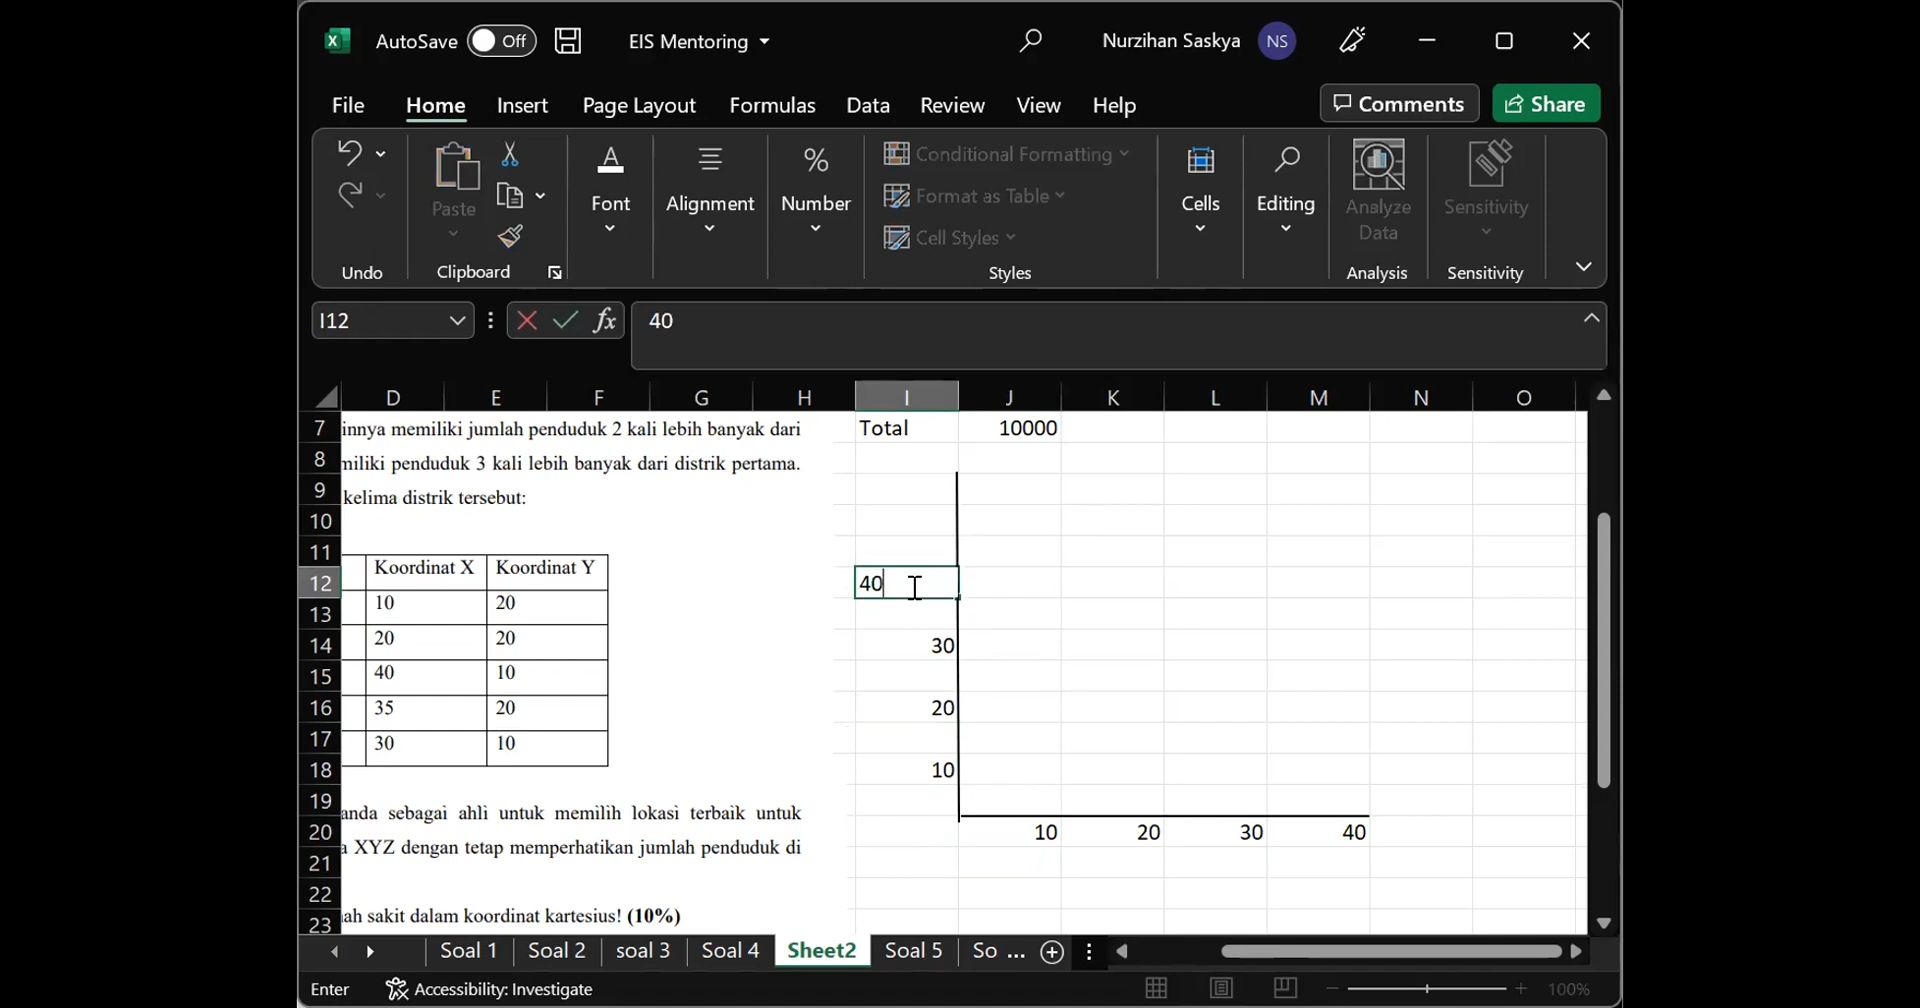 AutoSave Off EIS Mentoring Nurzihan Saskya NS
File Home Insert Page Layout Formulas Data Review View Help Comments Share
Paste Font Alignment Number Conditional Formatting Format as Table Cell Styles Cells Editing Analyze Data Sensitivity
Undo Clipboard Styles Analysis Sensitivity
I12 fx 40
D E F G H I J K L M N O
7 innya memiliki jumlah penduduk 2 kali lebih banyak dari Total 10000
8 miliki penduduk 3 kali lebih banyak dari distrik pertama.
9 kelima distrik tersebut:
10
11 Koordinat X Koordinat Y
12 40
13 10 20
14 20 20 30
15 40 10
16 35 20 20
17 30 10
18 10
19 anda sebagai ahli untuk memilih lokasi terbaik untuk
20 10 20 30 40
21 a XYZ dengan tetap memperhatikan jumlah penduduk di
22
23 ah sakit dalam koordinat kartesius! (10%)
Soal 1 Soal 2 soal 3 Soal 4 Sheet2 Soal 5 So ...
Enter Accessibility: Investigate 100%